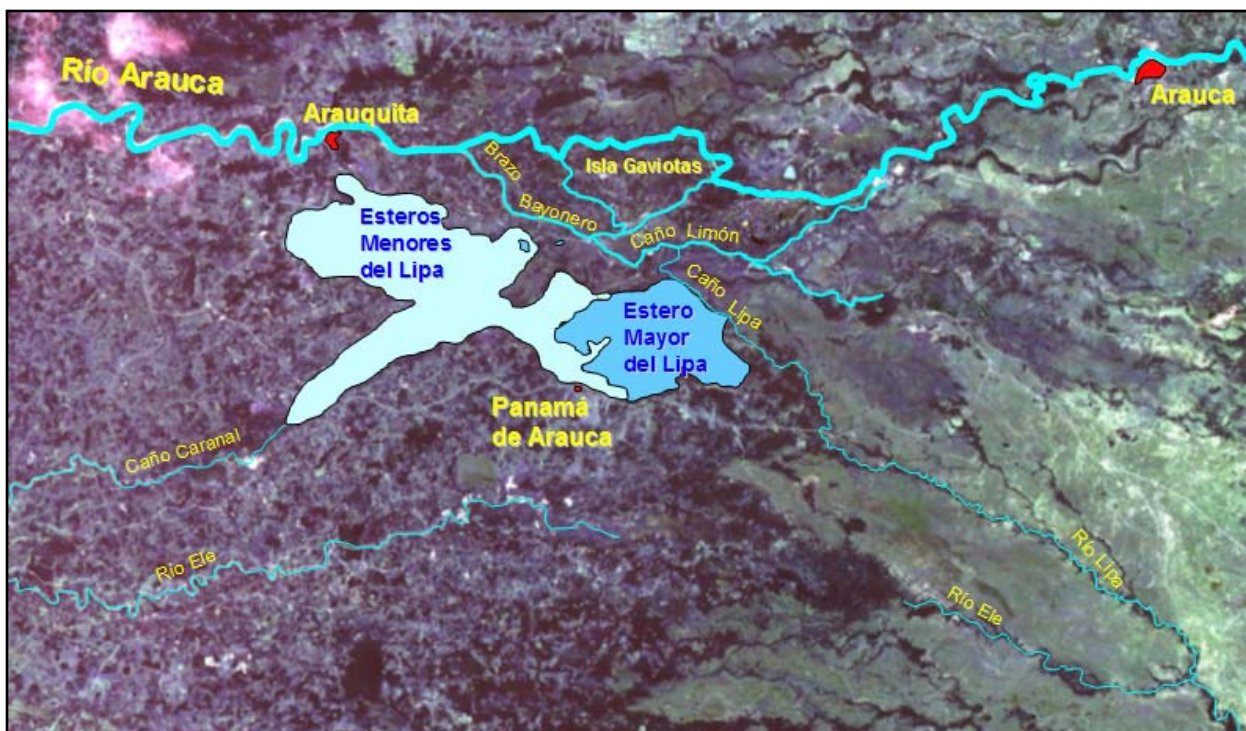 Río Arauca
Arauquita
Arauca
Brazo
Bayonero
Isla Gaviotas
Caño Limón
Esteros
Menores
del Lipa
Caño Lipa
Estero
Mayor
del Lipa
Panamá
de Arauca
Caño Caranal
Río Ele
Río Lipa
Río Ele